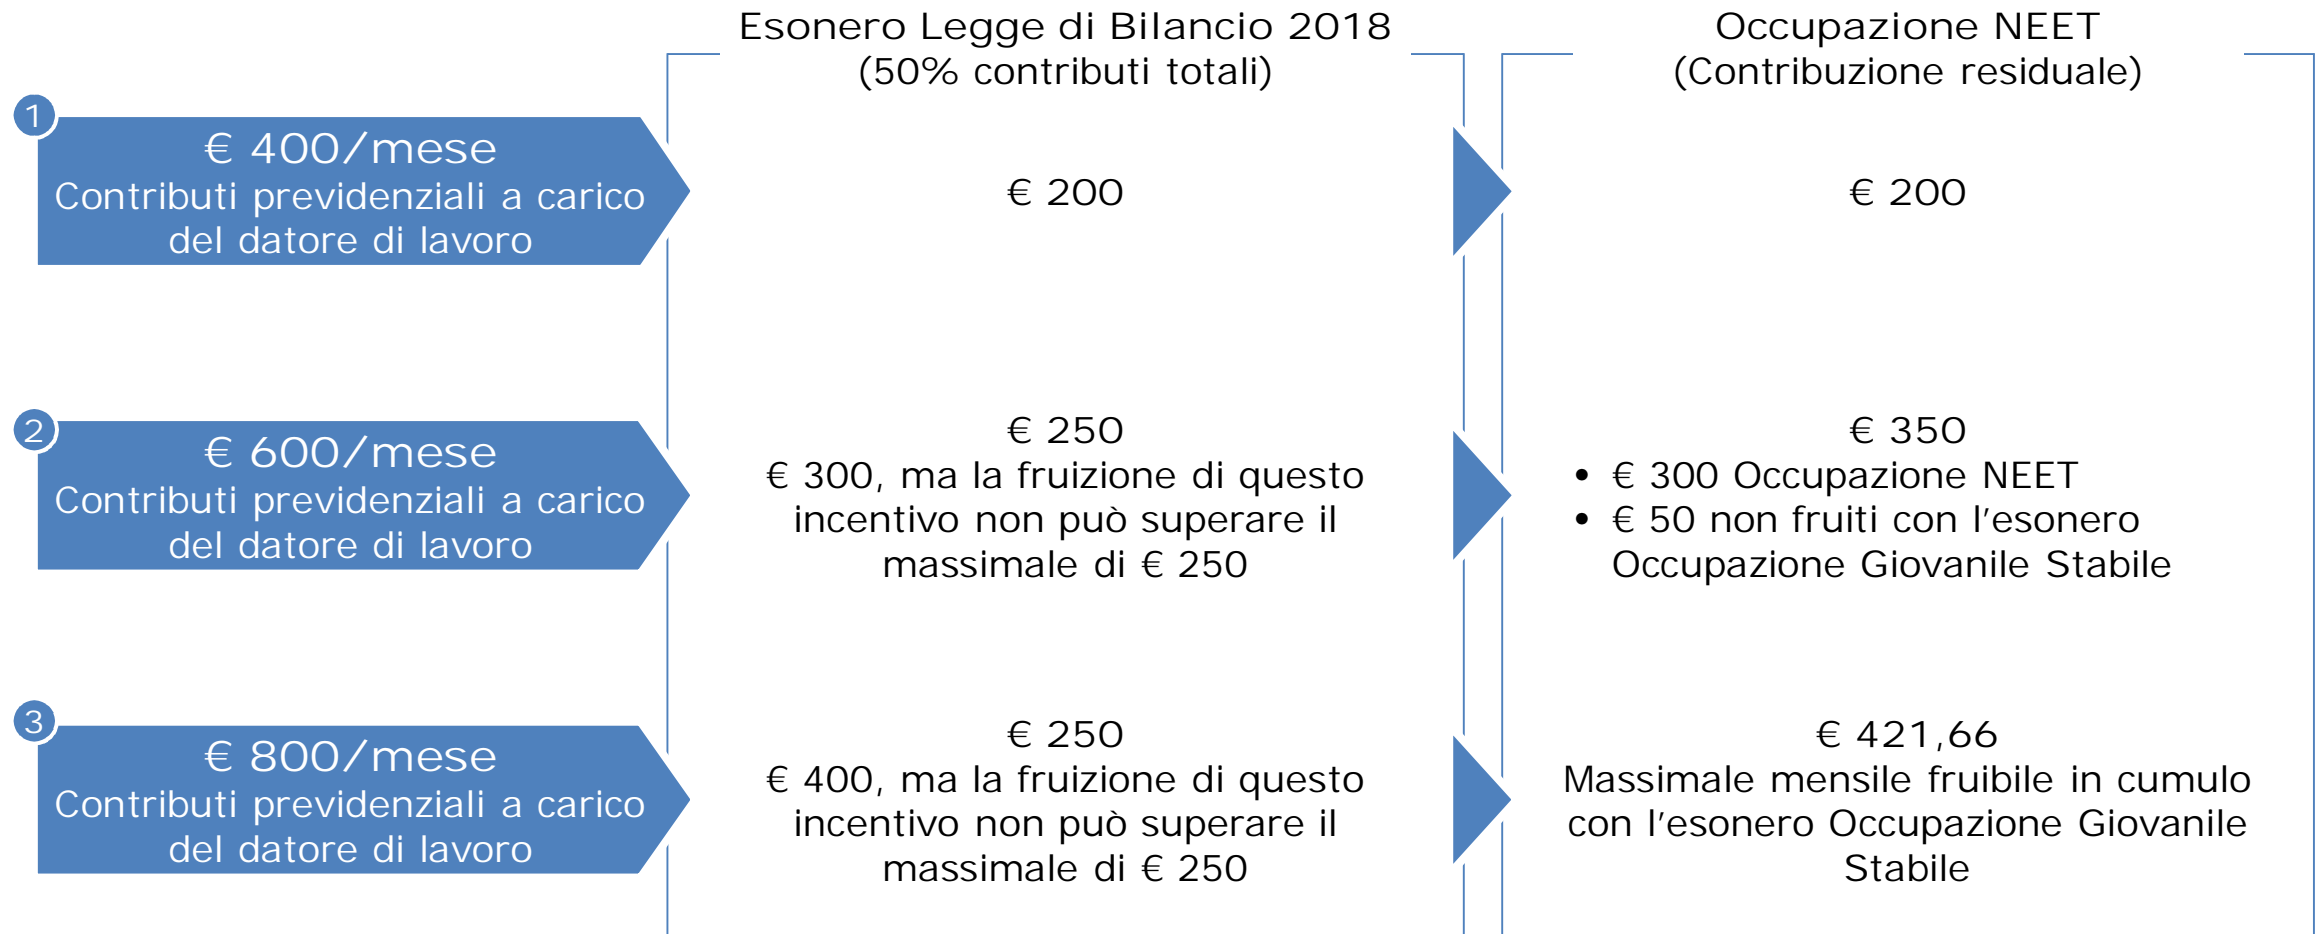 Esonero Legge di Bilancio 2018
(50% contributi totali)
Occupazione NEET
(Contribuzione residuale)
1
€ 400/mese
Contributi previdenziali a carico
del datore di lavoro
€ 200
€ 200
2
€ 600/mese
Contributi previdenziali a carico
del datore di lavoro
€ 250
€ 300, ma la fruizione di questo
incentivo non può superare il
massimale di € 250
€ 350
• € 300 Occupazione NEET
• € 50 non fruiti con l'esonero
Occupazione Giovanile Stabile
3
€ 800/mese
Contributi previdenziali a carico
del datore di lavoro
€ 250
€ 400, ma la fruizione di questo
incentivo non può superare il
massimale di € 250
€ 421,66
Massimale mensile fruibile in cumulo
con l'esonero Occupazione Giovanile
Stabile